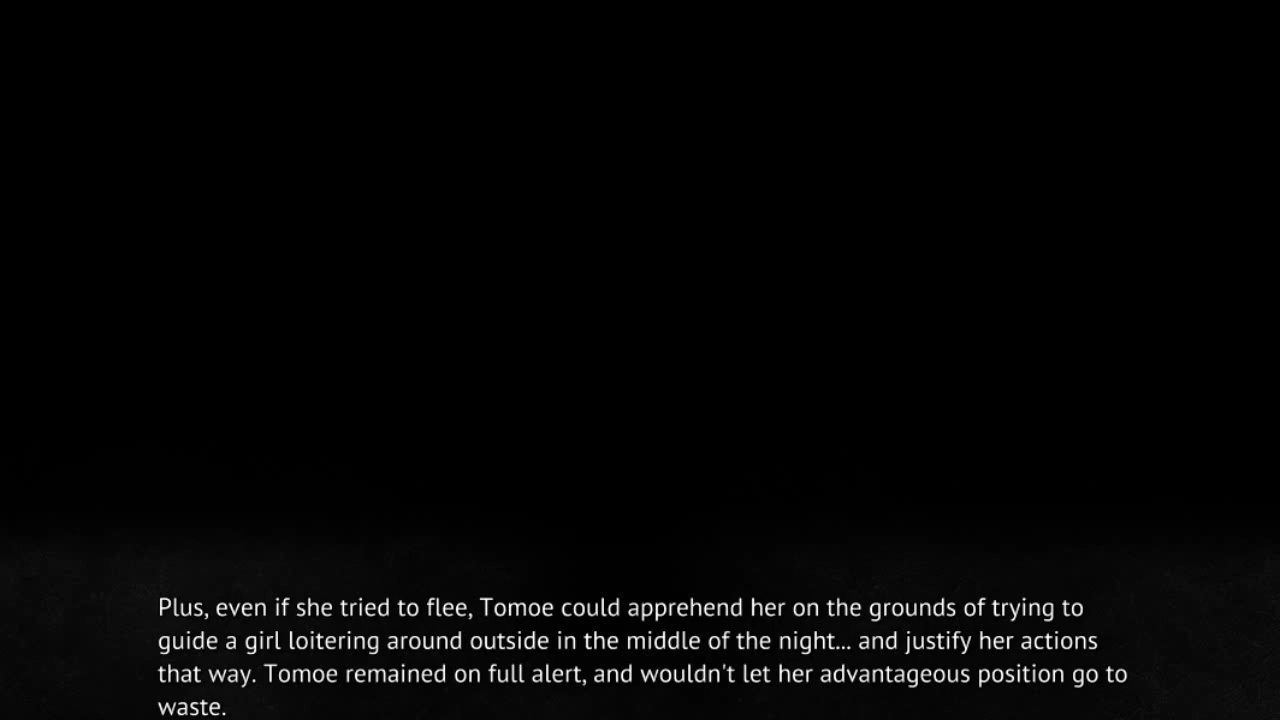 Plus, even if she tried to flee, Tomoe could apprehend her on the grounds of trying to
guide a girl loitering around outside in the middle of the night... and justify her actions
that way. Tomoe remained on full alert, and wouldn't let her advantageous position go to
waste.